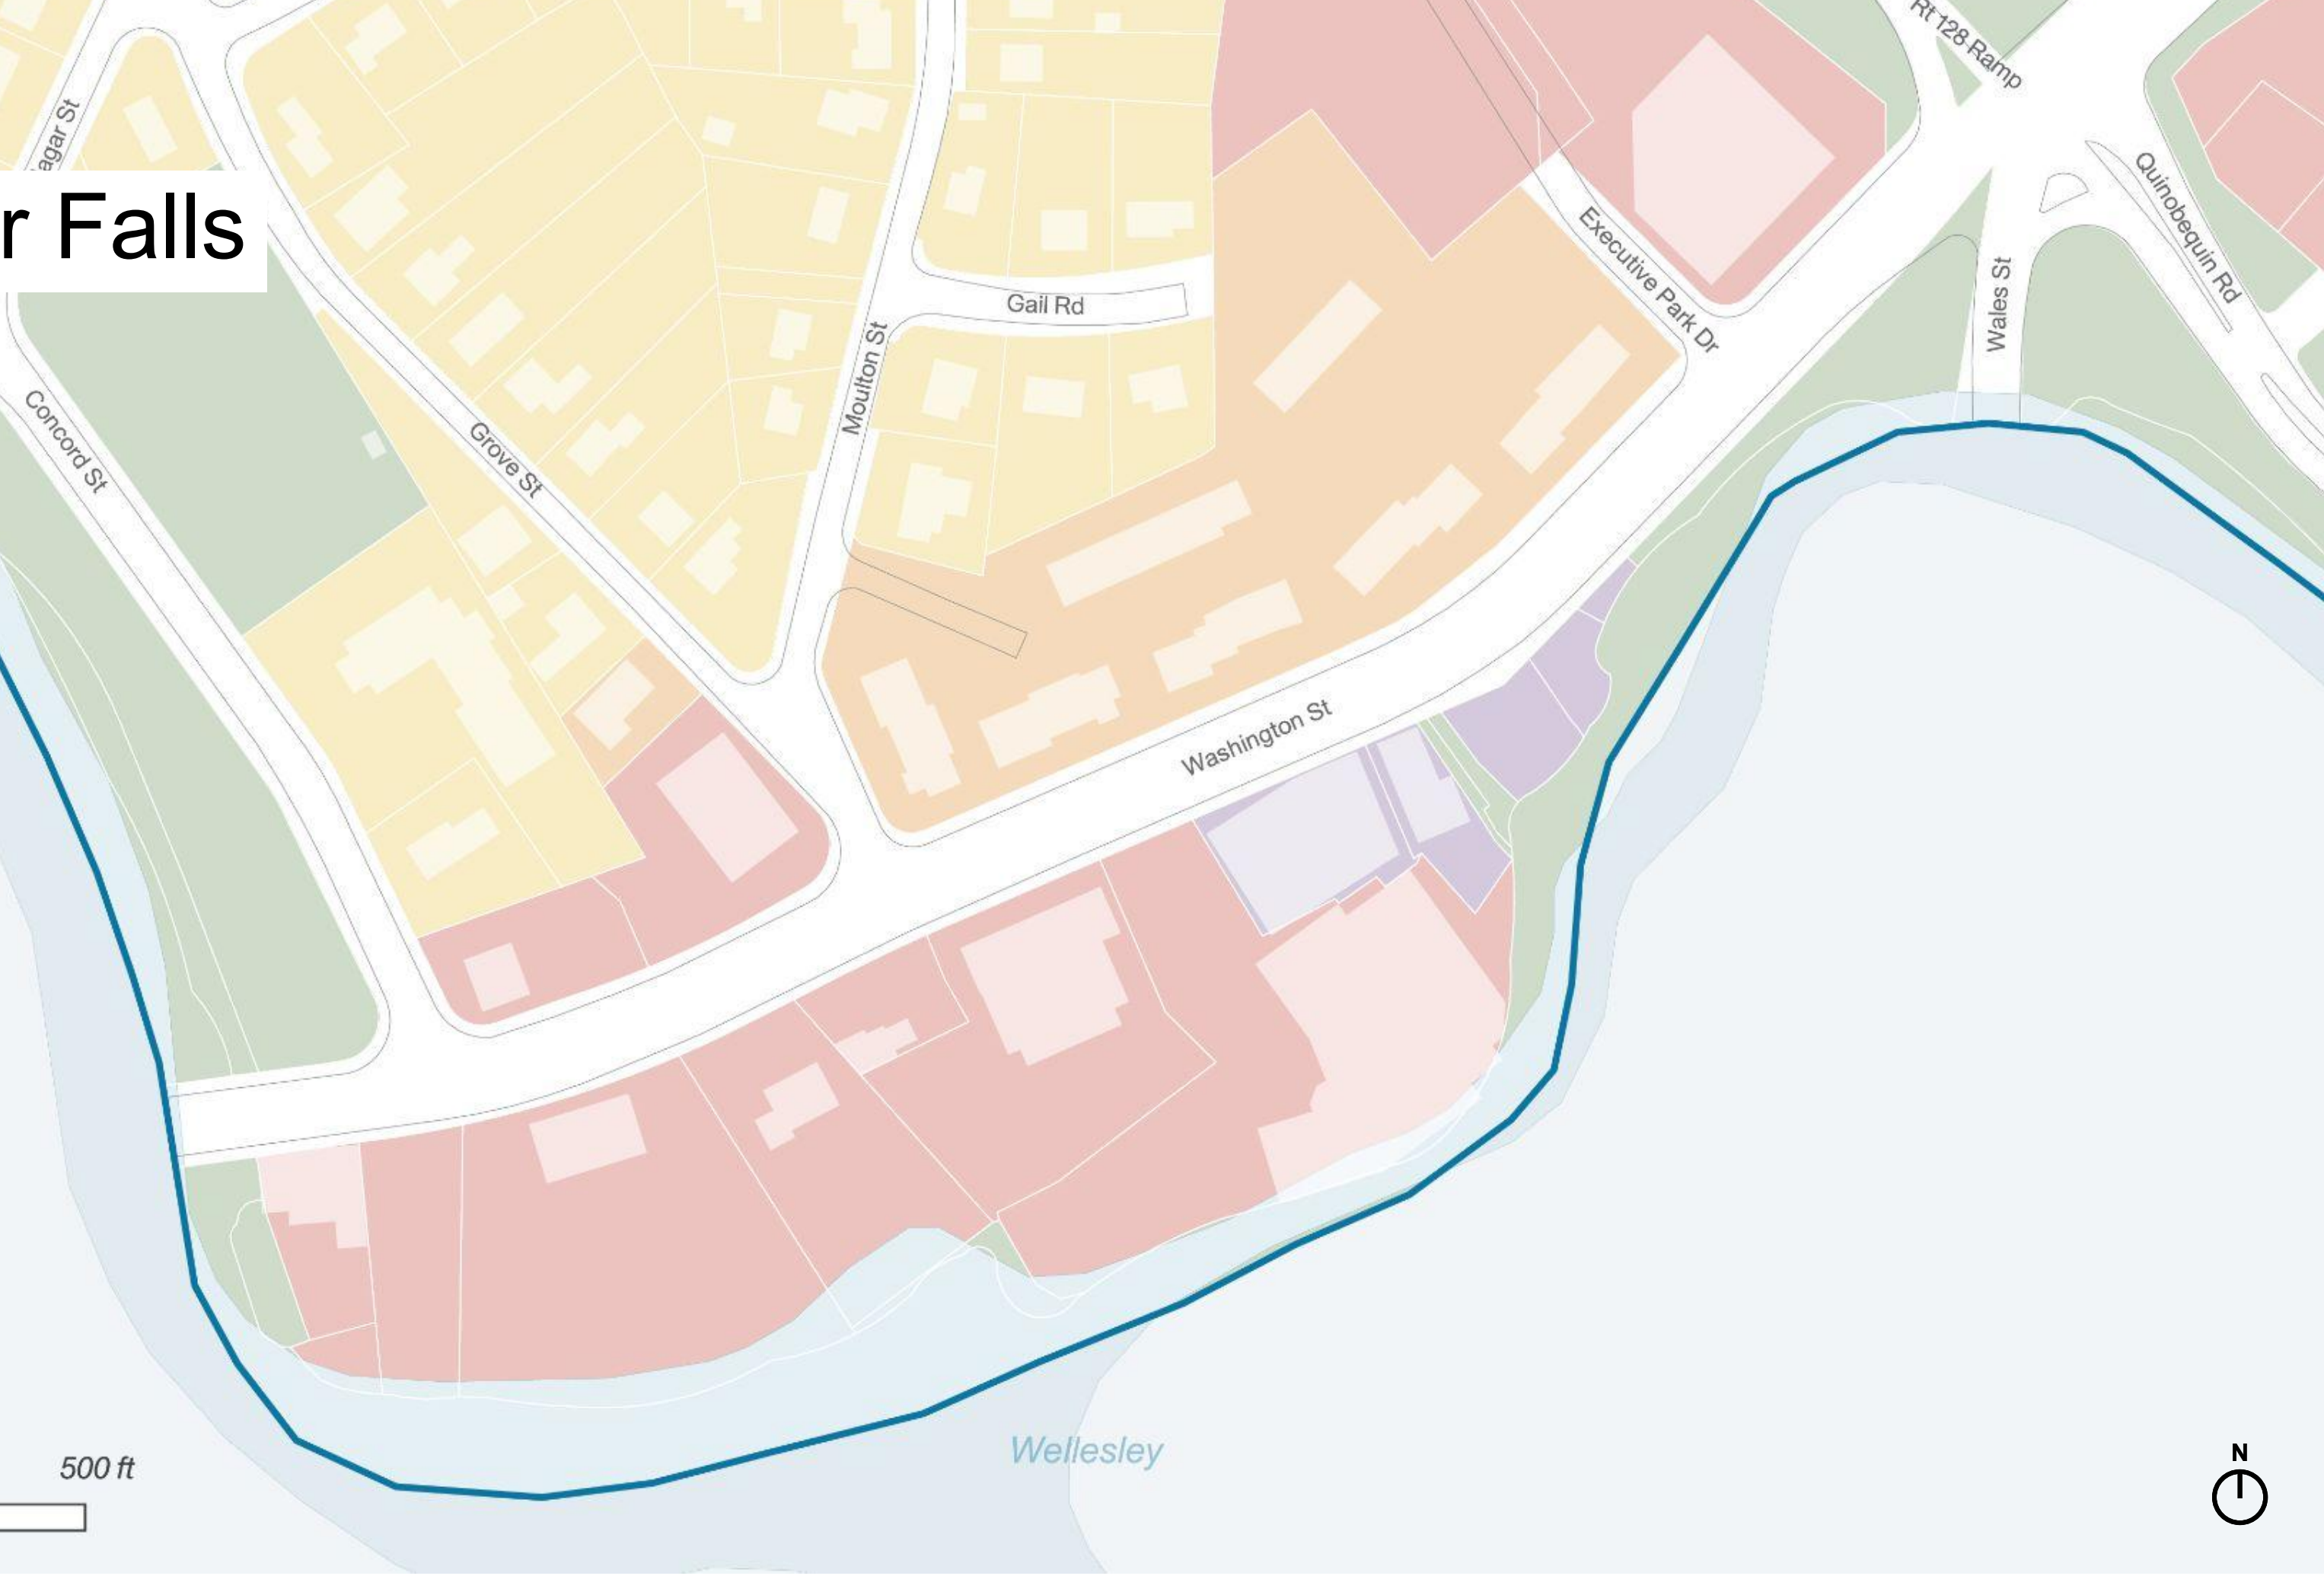 Rt 128 Ramp
agar St
r Falls
Quinobequin Rd
Executive Park Dr
Wales St
Gail Rd
Moulton St
Concord St
Grove St
Washington St
Wellesley
500 ft
N